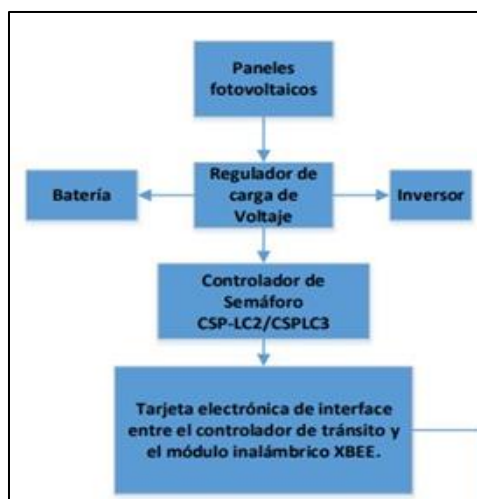 Paneles
fotovoltaicos
Batería
Regulador de
carga de
Voltaje
Inversor
Controlador de
Semáforo
CSP-LC2/CSPLC3
Tarjeta electrónica de interface
entre el controlador de tránsito y
el módulo inalámbrico XBEE.